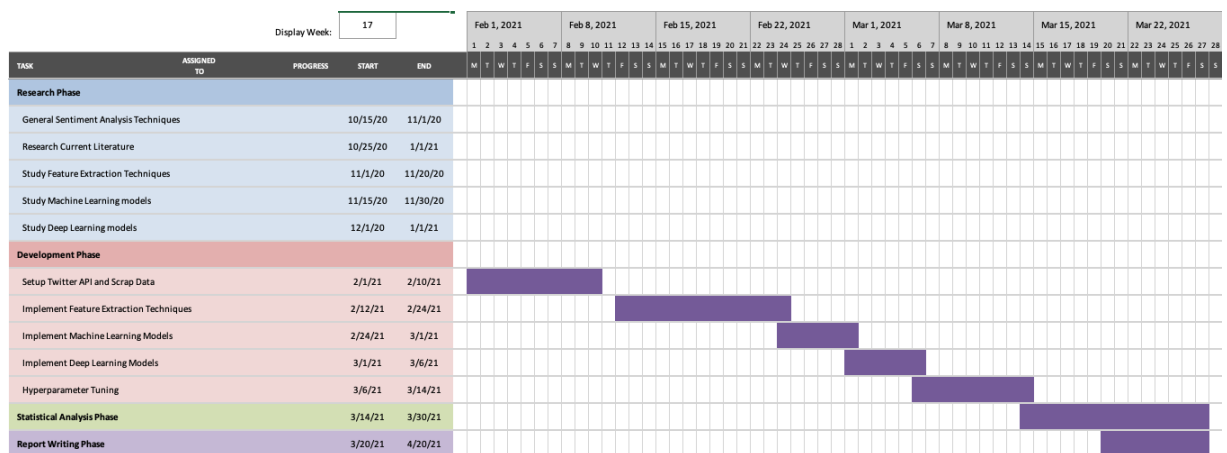 Display Week: 17
Feb 1, 2021 Feb 8, 2021 Feb 15, 2021 Feb 22, 2021 Mar 1, 2021 Mar 8, 2021 Mar 15, 2021 Mar 22, 2021
1 2 3 4 5 6 7 8 9 10 11 12 13 14 15 16 17 18 19 20 21 22 23 24 25 26 27 28 1 2 3 4 5 6 7 8 9 10 11 12 13 14 15 16 17 18 19 20 21 22 23 24 25 26 27 28
TASK ASSIGNED TO PROGRESS START END M T W T F S S M T W T F S S M T W T F S S M T W T F S S M T W T F S S M T W T F S S M T W T F S S M T W T F S S
Research Phase
General Sentiment Analysis Techniques 10/15/20 11/1/20
Research Current Literature 10/25/20 1/1/21
Study Feature Extraction Techniques 11/1/20 11/20/20
Study Machine Learning models 11/15/20 11/30/20
Study Deep Learning models 12/1/20 1/1/21
Development Phase
Setup Twitter API and Scrap Data 2/1/21 2/10/21
Implement Feature Extraction Techniques 2/12/21 2/24/21
Implement Machine Learning Models 2/24/21 3/1/21
Implement Deep Learning Models 3/1/21 3/6/21
Hyperparameter Tuning 3/6/21 3/14/21
Statistical Analysis Phase 3/14/21 3/30/21
Report Writing Phase 3/20/21 4/20/21